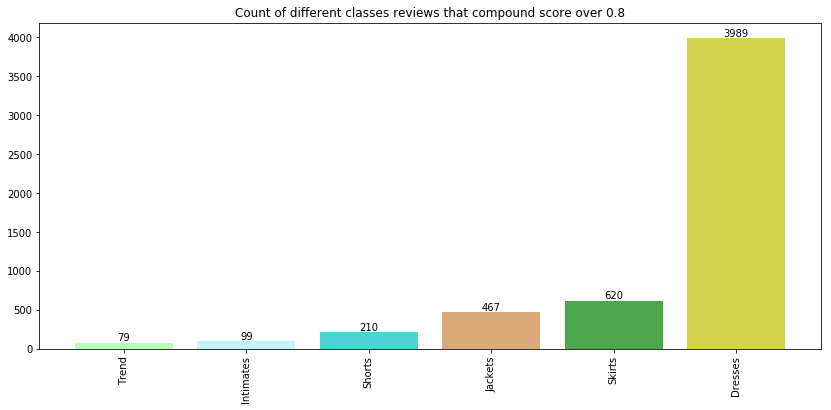 Count of different classes reviews that compound score over 0.8
4000
3500
3000
2500
2000
1500
1000
500
0
79
99
210
467
620
3989
Trend
Intimates
Shorts
Jackets
Skirts
Dresses